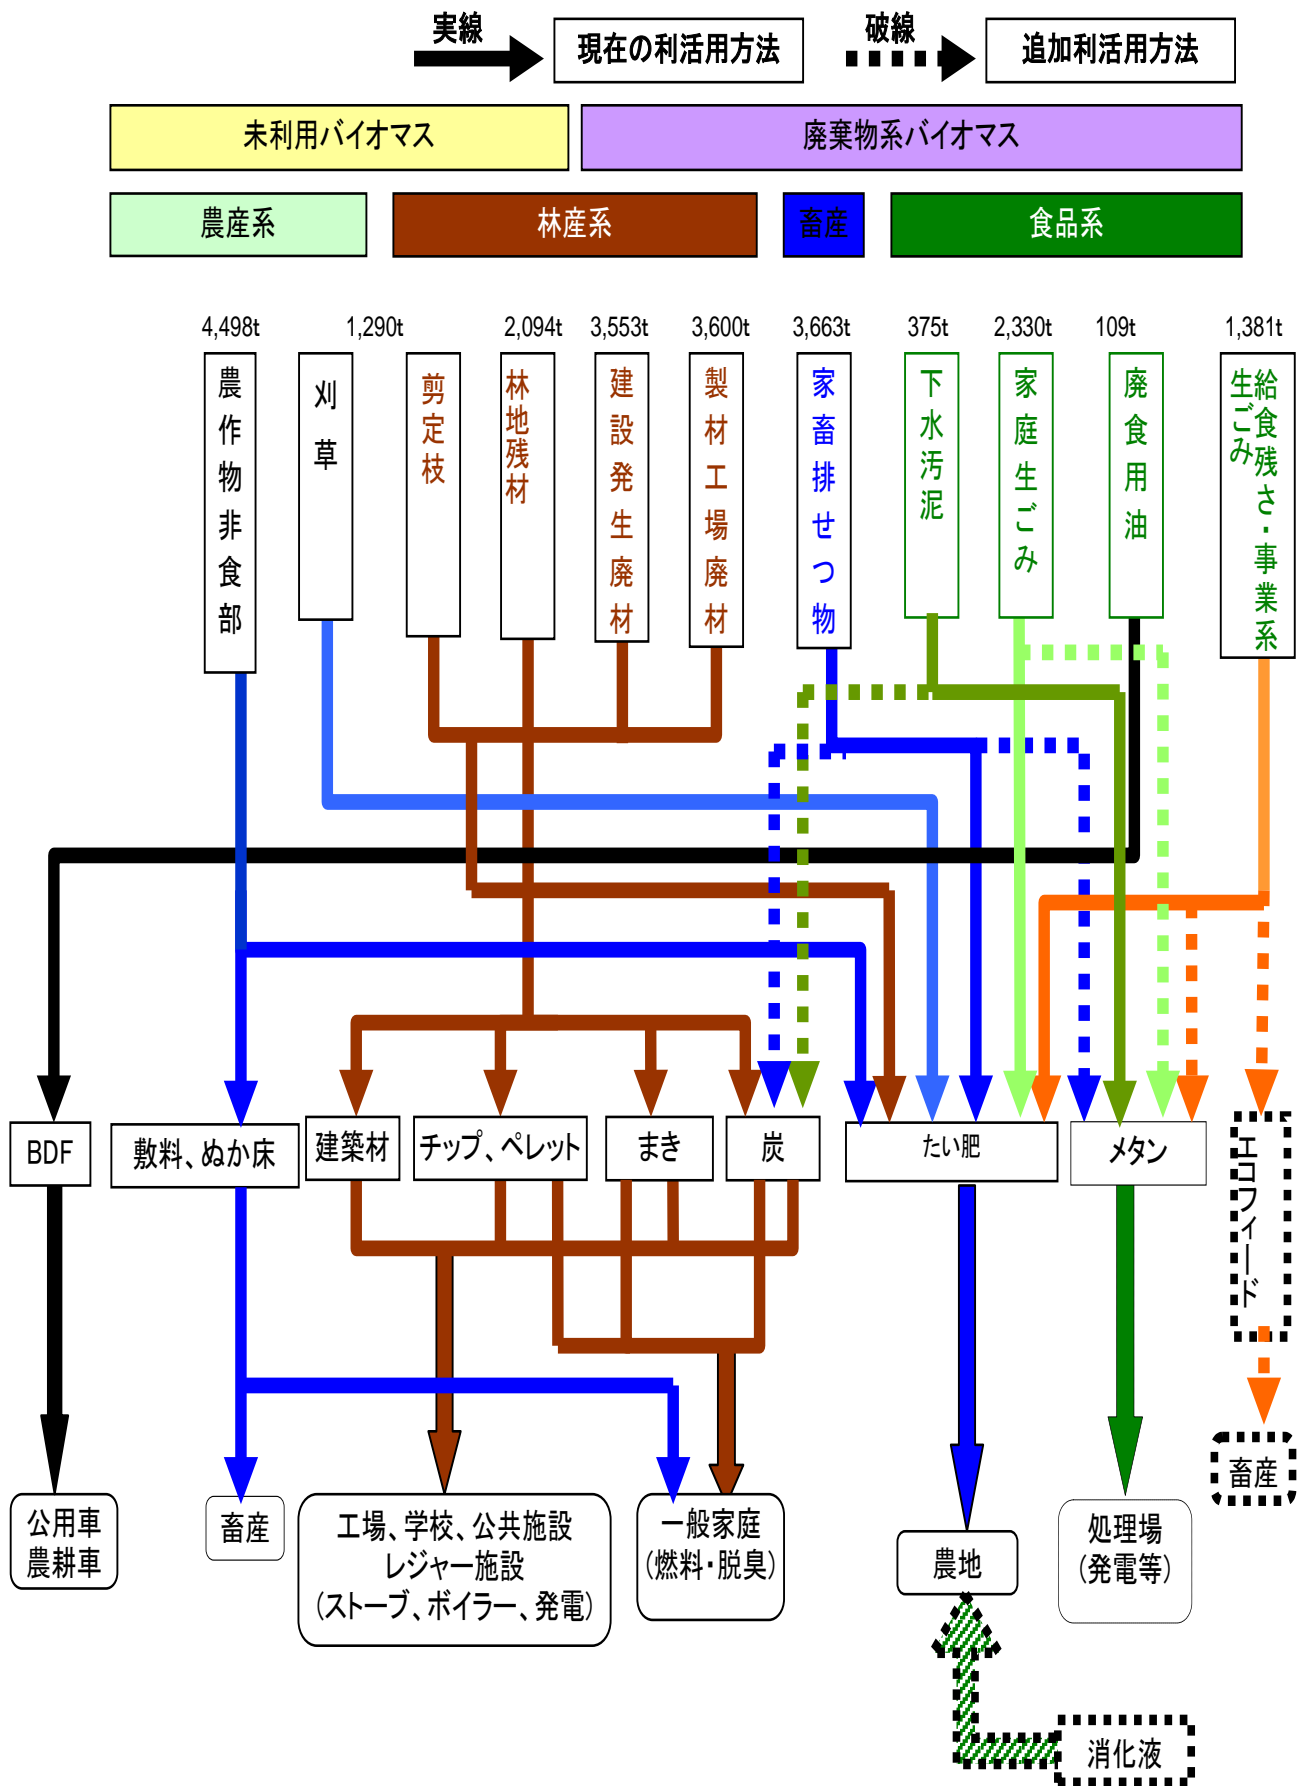 実線
現在の利活用方法
破線
追加利活用方法
未利用バイオマス
廃棄物系バイオマス
農産系
林産系
畜産
食品系
4,498t
1,290t
2,094t
3,553t
3,600t
3,663t
375t
2,330t
109t
1,381t
農作物非食部
刈草
剪定枝
林地残材
建設発生廃材
製材工場廃材
家畜排せつ物
下水汚泥
家庭生ごみ
廃食用油
給食残さ・事業系
生ごみ
BDF
敷料、ぬか床
建築材
チップ、ペレット
まき
炭
たい肥
メタン
エコフィード
公用車
農耕車
畜産
工場、学校、公共施設
レジャー施設
(ストーブ、ボイラー、発電)
一般家庭
(燃料・脱臭)
農地
処理場
(発電等)
畜産
消化液